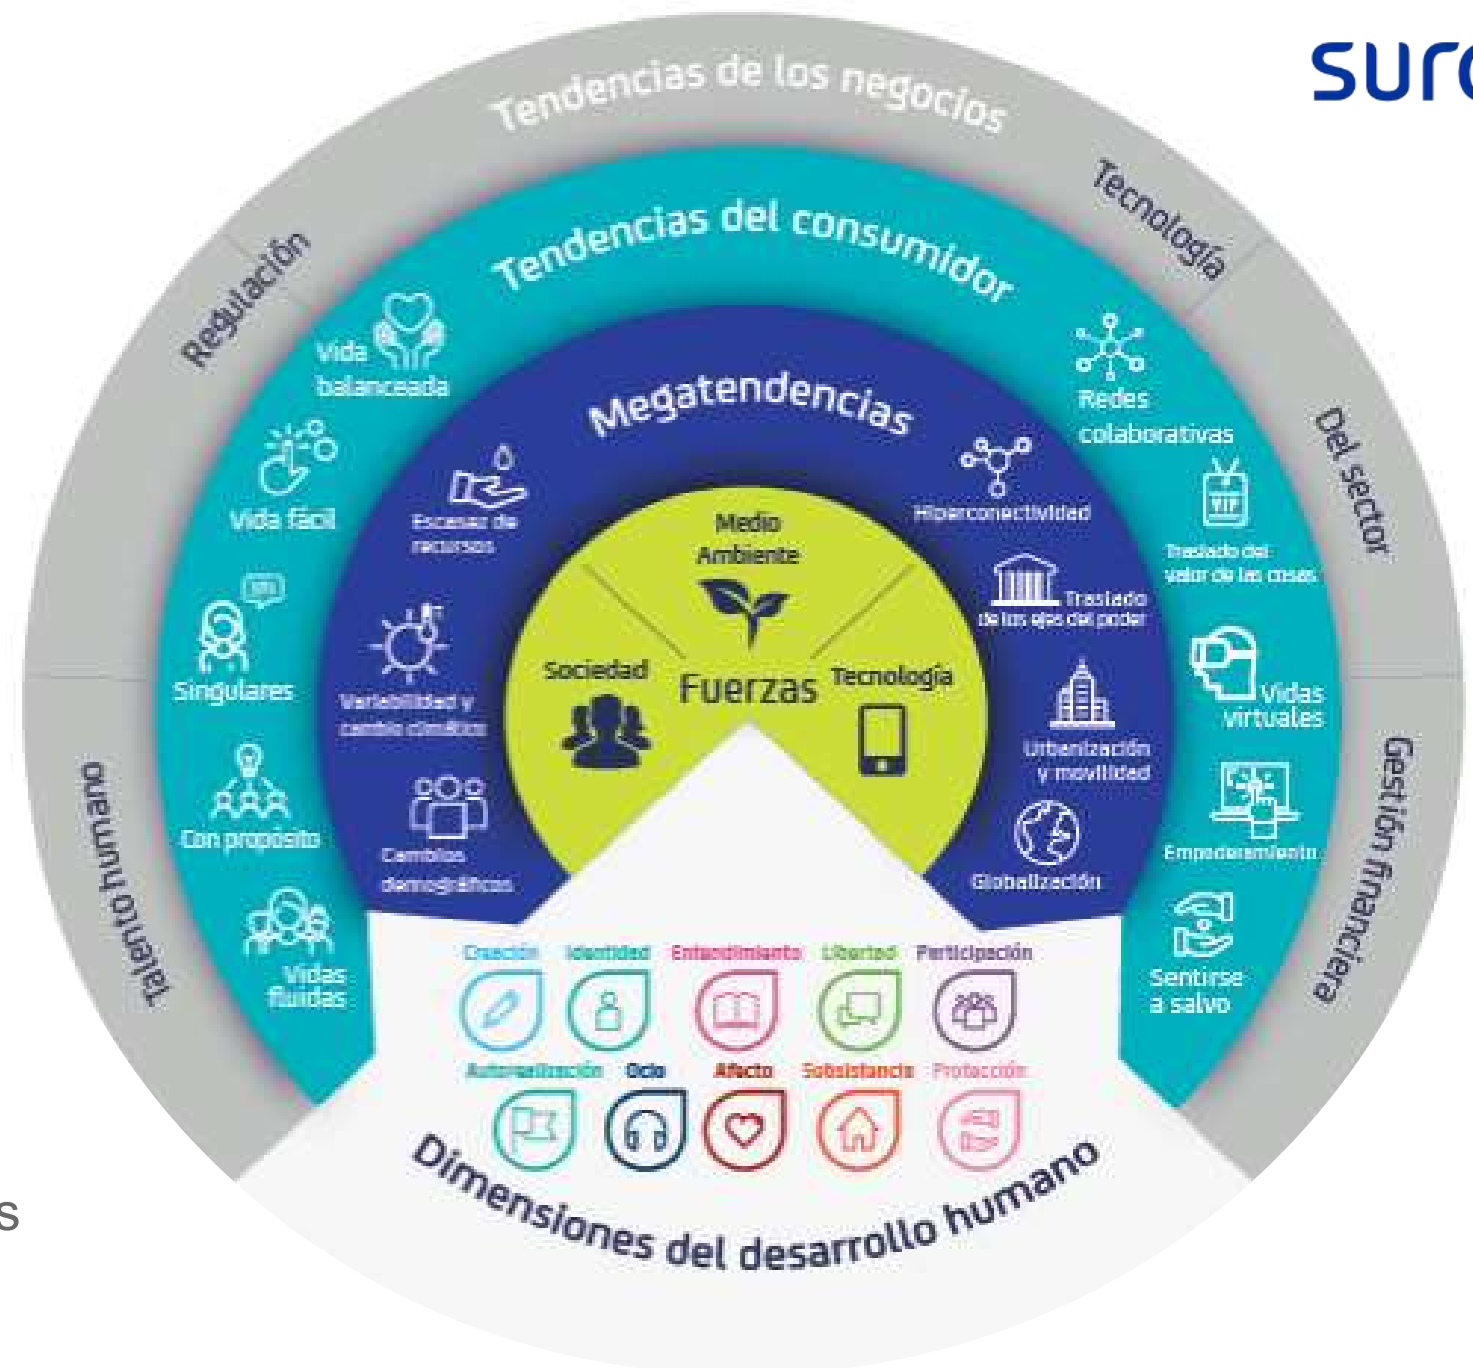 Tendencias de los negocios
Regulación
Tecnología
Del sector
Talento humano
Gestión financiera
Tendencias del consumidor
Vida
balanceada
Vida fácil
Singulares
Con propósito
Vidas
fluidas
Redes
colaborativas
VIP
Traslado del
valor de las cosas
Vidas
virtuales
Empoderamiento
Sentirse
a salvo
Megatendencias
Escasez de
recursos
Variabilidad y
cambio climático
Cambios
demográficos
Hiperconectividad
Traslado
de los ejes del poder
Urbanización
y movilidad
Globalización
Medio
Ambiente
Sociedad
Fuerzas
Tecnología
Creación Identidad Entendimiento Libertad Participación
Autorrealización Ocio Afecto Subsistencia Protección
Dimensiones del desarrollo humano
s